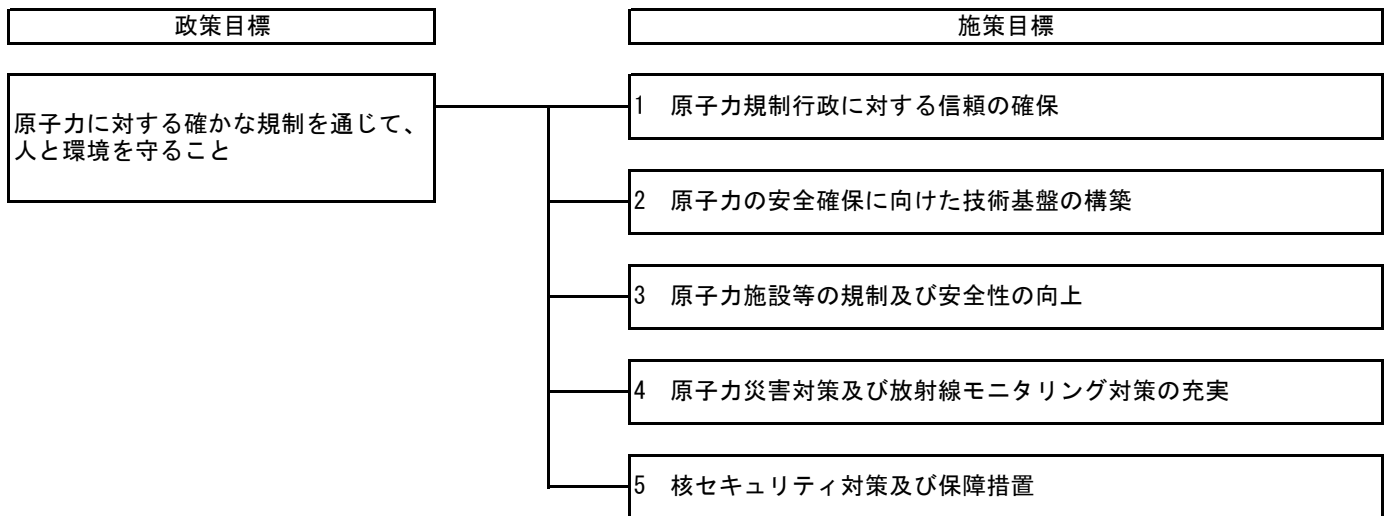 政策目標
施策目標
原子力に対する確かな規制を通じて、
人と環境を守ること
1　原子力規制行政に対する信頼の確保
2　原子力の安全確保に向けた技術基盤の構築
3　原子力施設等の規制及び安全性の向上
4　原子力災害対策及び放射線モニタリング対策の充実
5　核セキュリティ対策及び保障措置